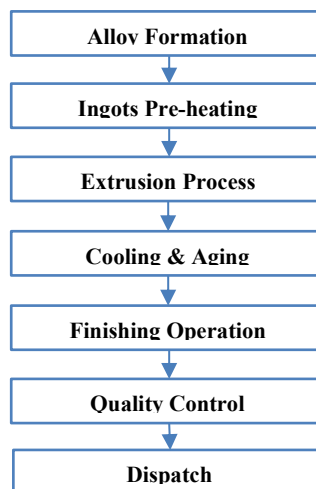 Alloy Formation
Ingots Pre-heating
Extrusion Process
Cooling & Aging
Finishing Operation
Quality Control
Dispatch